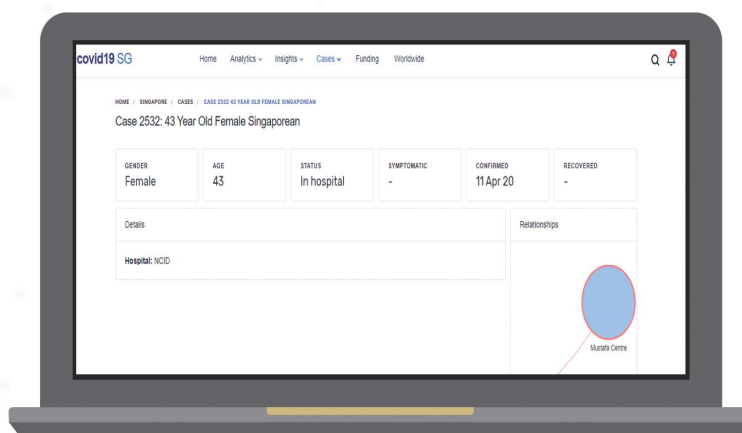 covid19 SG
Home Analytics Insights Cases Funding Worldwide
1
HOME / SINGAPORE / CASES / CASE 2532 43 YEAR OLD FEMALE SINGAPOREAN
Case 2532: 43 Year Old Female Singaporean
GENDER AGE STATUS SYMPTOMATIC CONFIRMED RECOVERED
Female 43 In hospital - 11 Apr 20 -
Details Relationships
Hospital: NCID
Mustafa Centre